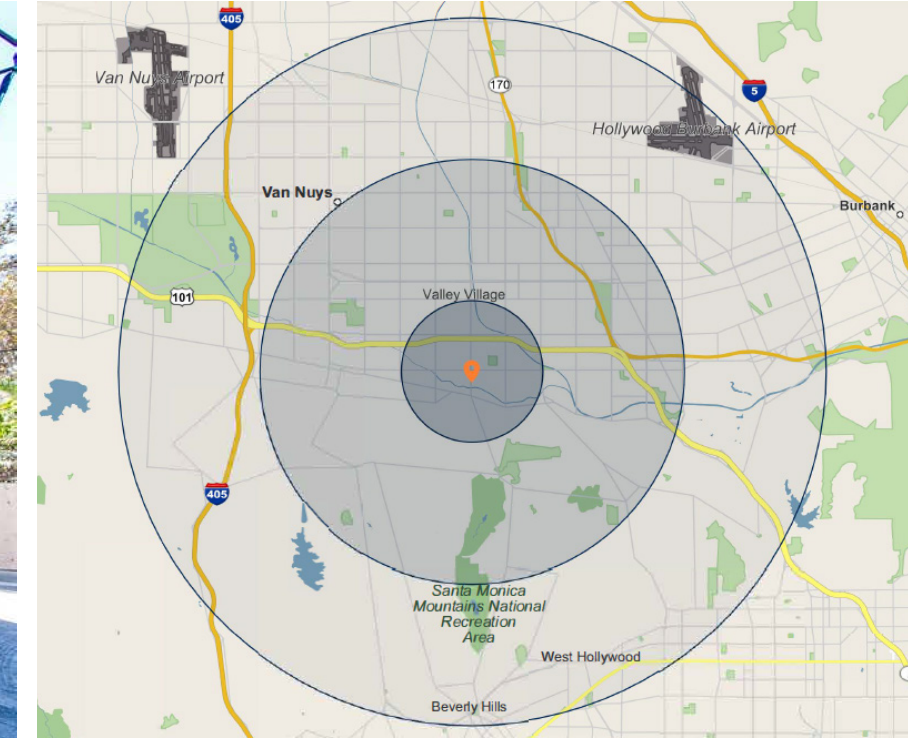 405
Van Nuys Airport
170
5
Hollywood Burbank Airport
Van Nuys
Burbank
101
Valley Village
405
Santa Monica
Mountains National
Recreation
Area
West Hollywood
Beverly Hills